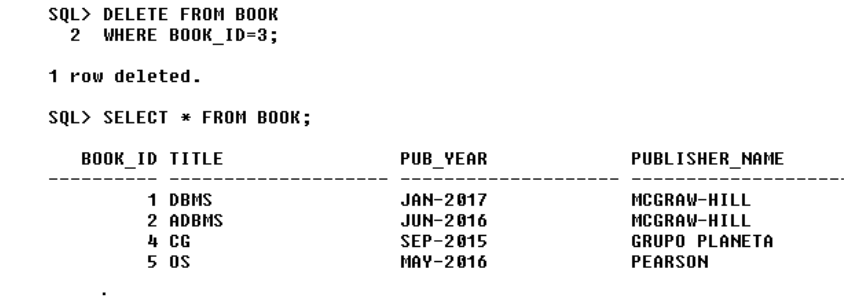 SQL> DELETE FROM BOOK
2 WHERE BOOK_ID=3;
1 row deleted.
SQL> SELECT * FROM BOOK;
BOOK_ID TITLE PUB_YEAR PUBLISHER_NAME
---------- -------------------- -------------------- --------------------
1 DBMS JAN-2017 MCGRAW-HILL
2 ADBMS JUN-2016 MCGRAW-HILL
4 CG SEP-2015 GRUPO PLANETA
5 OS MAY-2016 PEARSON
.